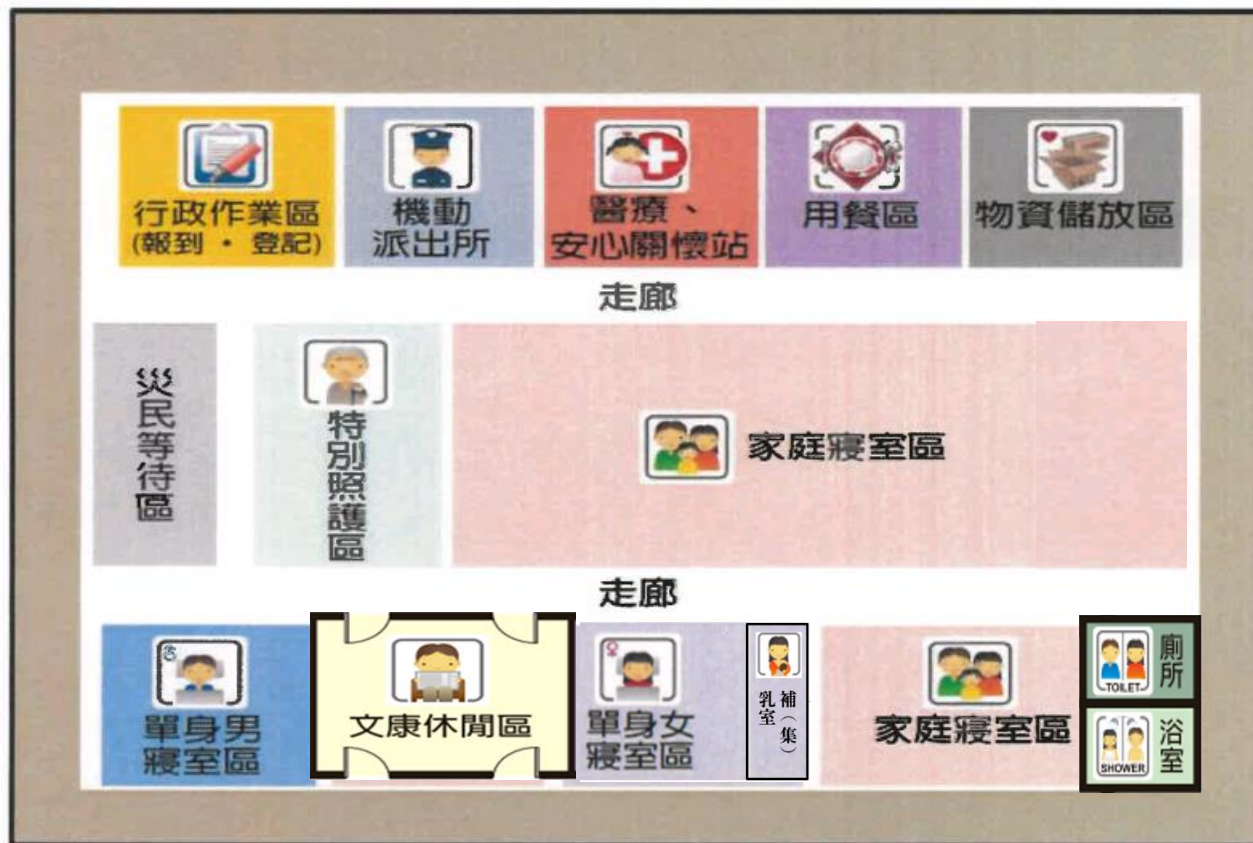 行政作業區
(報到 · 登記)
機動
派出所
醫療、
安心關懷站
用餐區
物資儲放區
走廊
災民等待區
特別照護區
家庭寢室區
走廊
單身男
寢室區
文康休閒區
單身女
寢室區
補（集）
乳室
家庭寢室區
TOILET
廁所
SHOWER
浴室